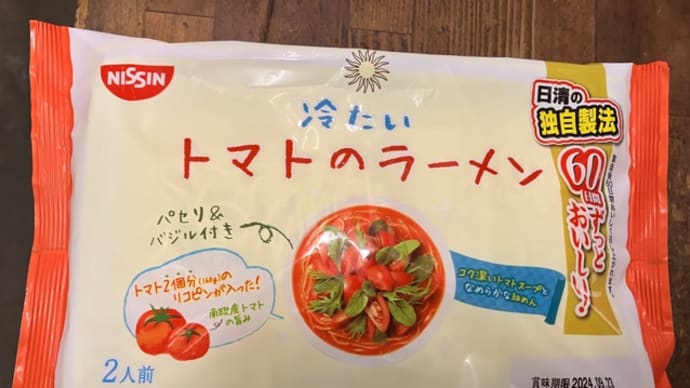 NISSIN
冷たい
トマトのラーメン
パセリ&
バジル付き
トマト2個分(160g)の
リコピンが入った!
南欧産トマト
の旨み
2人前
コク深いトマトスープと
なめらかな細めん
日清の
独自製法
60日間
ずっと
おいしい!
賞味期限 2024.